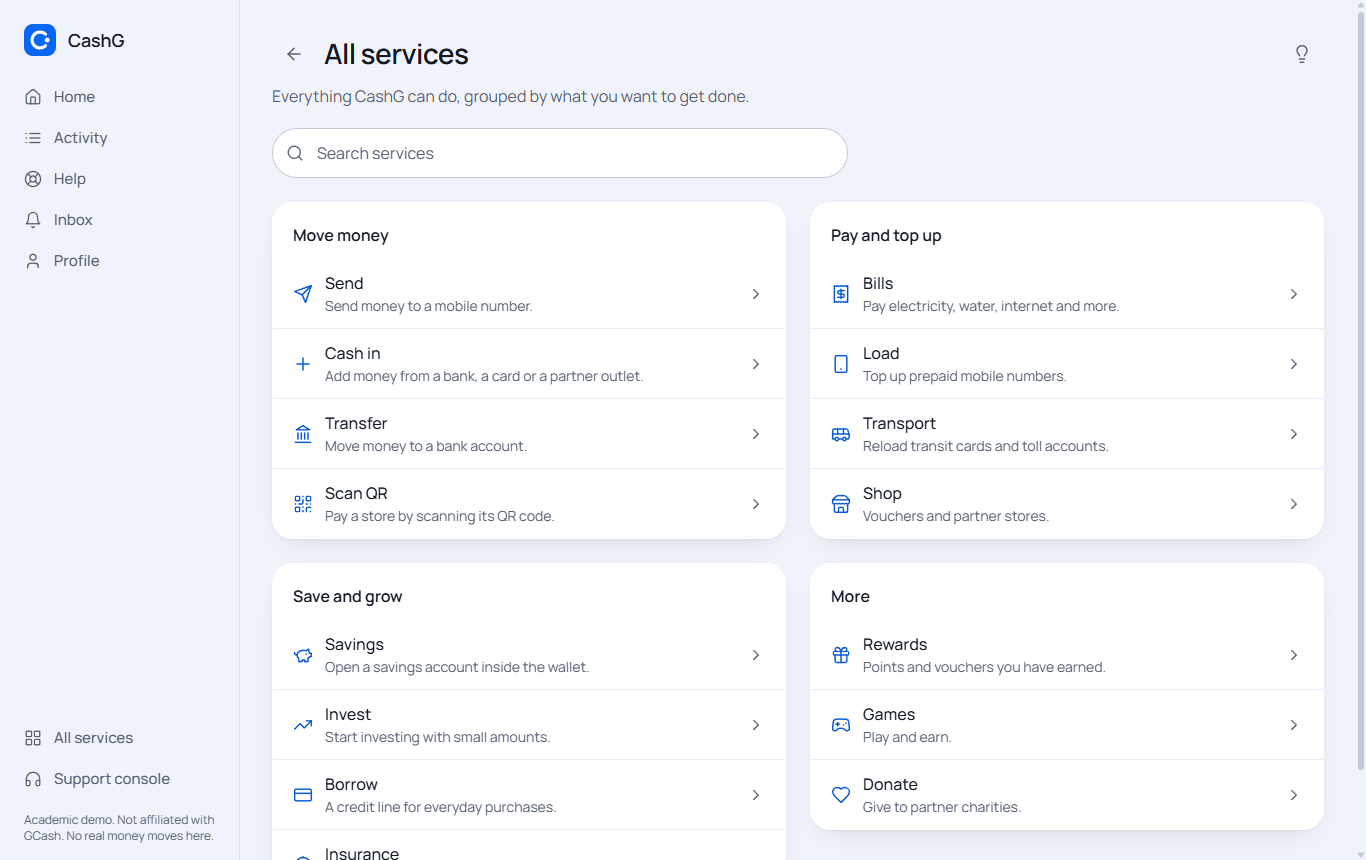 CashG
Home
Activity
Help
Inbox
Profile
All services
Support console
Academic demo. Not affiliated with
GCash. No real money moves here.
All services
Everything CashG can do, grouped by what you want to get done.
Search services
Move money
Send
Send money to a mobile number.
Cash in
Add money from a bank, a card or a partner outlet.
Transfer
Move money to a bank account.
Scan QR
Pay a store by scanning its QR code.
Pay and top up
Bills
Pay electricity, water, internet and more.
Load
Top up prepaid mobile numbers.
Transport
Reload transit cards and toll accounts.
Shop
Vouchers and partner stores.
Save and grow
Savings
Open a savings account inside the wallet.
Invest
Start investing with small amounts.
Borrow
A credit line for everyday purchases.
Insurance
More
Rewards
Points and vouchers you have earned.
Games
Play and earn.
Donate
Give to partner charities.